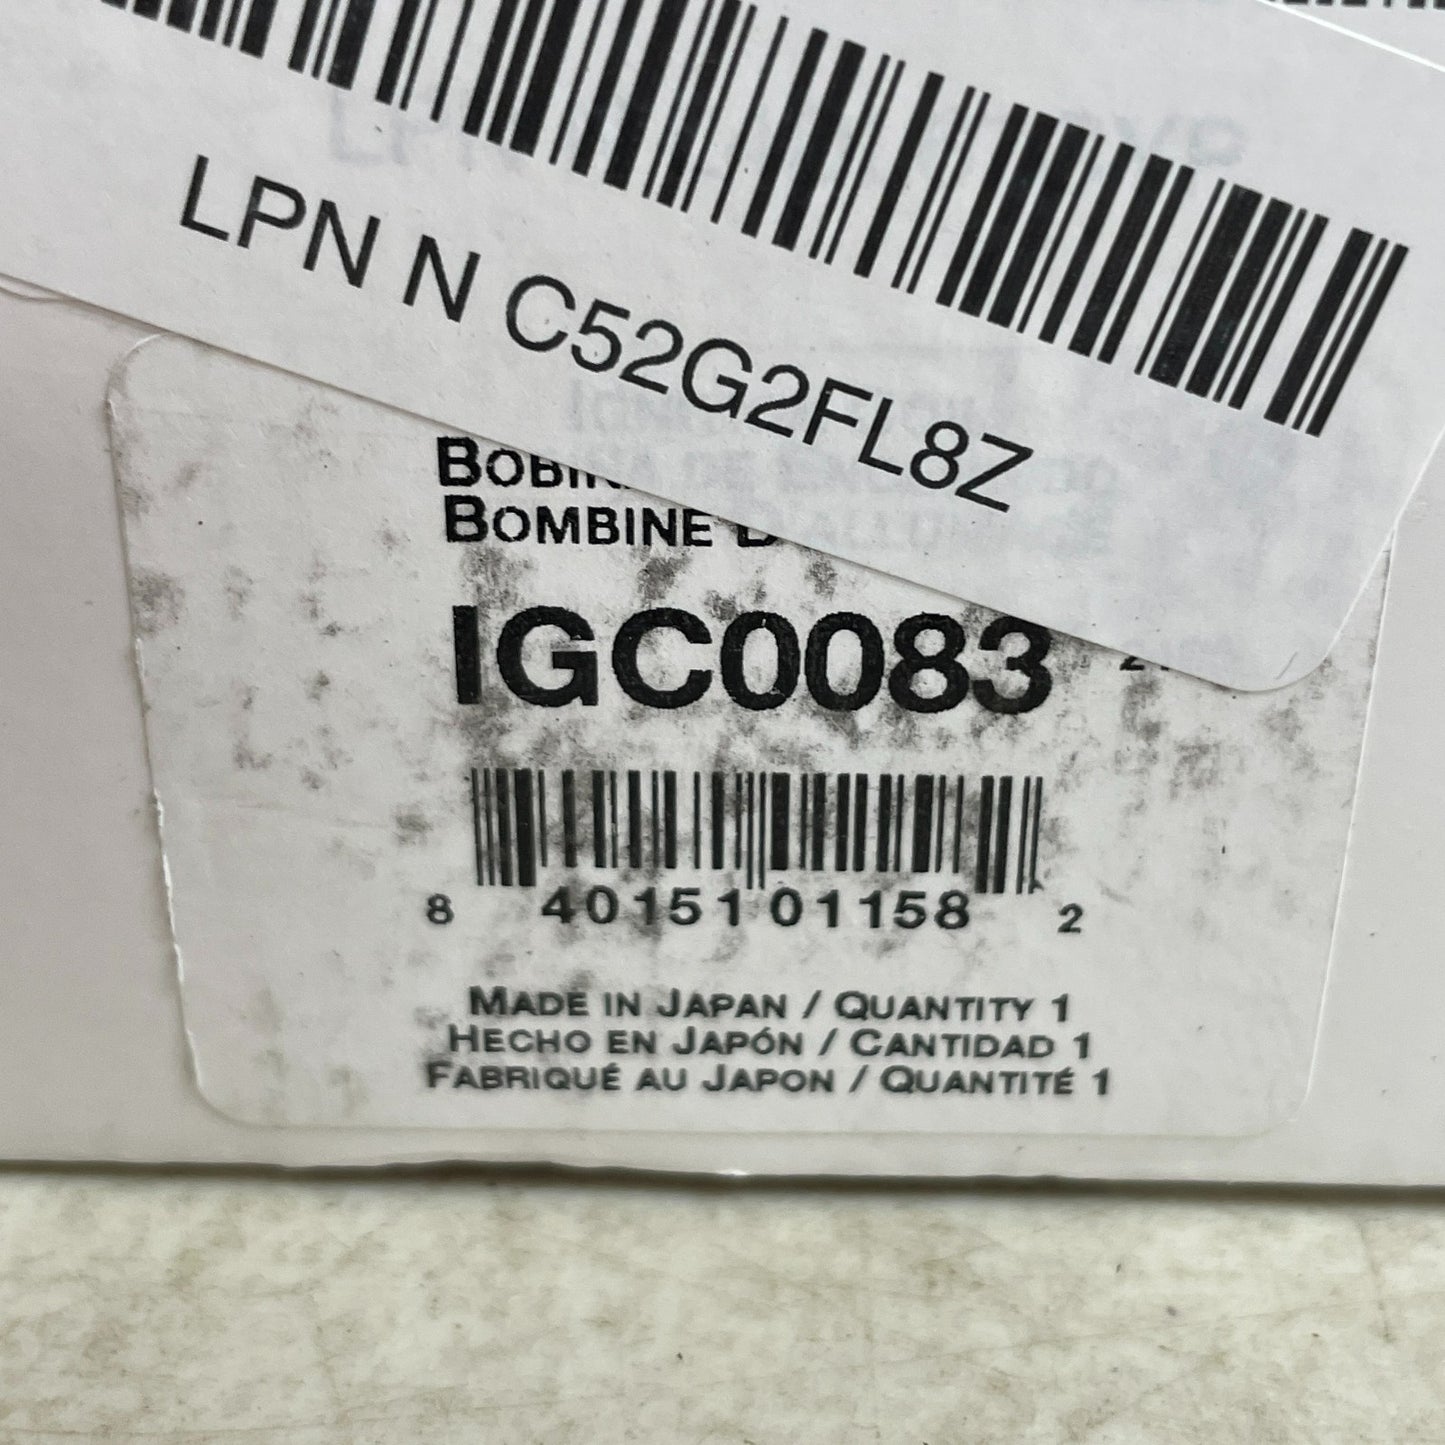 LPN N C52G2FL8Z
BOMBINE
IGC0083
8 40151 01158 2
MADE IN JAPAN / QUANTITY 1
HECHO EN JAPÓN / CANTIDAD 1
FABRIQUÉ AU JAPON / QUANTITÉ 1